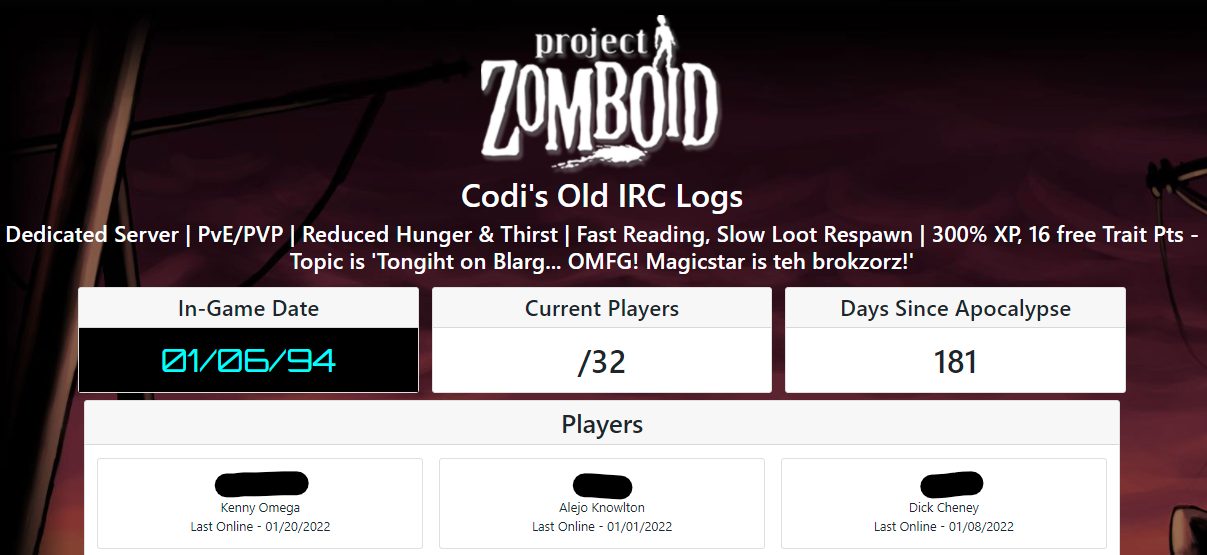 project
ZOMBOID
Codi's Old IRC Logs
Dedicated Server | PvE/PVP | Reduced Hunger & Thirst | Fast Reading, Slow Loot Respawn | 300% XP, 16 free Trait Pts -
Topic is 'Tongiht on Blarg... OMFG! Magicstar is teh brokzorz!'
In-Game Date
Current Players
Days Since Apocalypse
01/06/94
/32
181
Players
Kenny Omega
Alejo Knowlton
Dick Cheney
Last Online - 01/20/2022
Last Online - 01/01/2022
Last Online - 01/08/2022